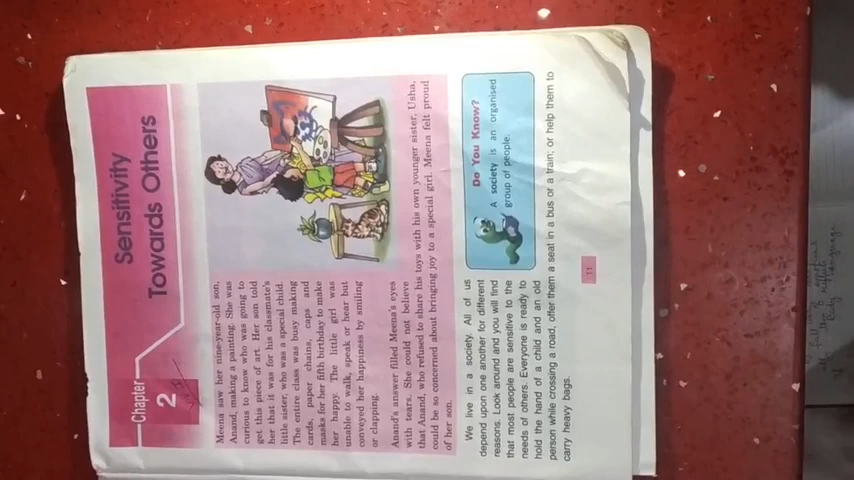 Chapter
2
Sensitivity
Towards Others
Meena saw her nine-year-old son,
Anand, making a painting. She was
curious to know who was going to
get this piece of art. Her son told
her that it was for his classmate's
little sister, who was a special child.
The entire class was busy making
cards, paper chains, caps and
masks for her fifth birthday to make
her happy. The little girl was
unable to walk, speak or hear but
conveyed her happiness by smiling
or clapping.
Anand's answer filled Meena's eyes
with tears. She could not believe
that Anand, who refused to share his toys with his own younger sister, Usha,
could be so concerned about bringing joy to a special girl. Meena felt proud
of her son.
We live in a society. All of us
depend upon one another for different
reasons. Look around and you will find
that most people are sensitive to the
needs of others. Everyone is ready to
hold the hand of a child and an old
person while crossing a road, offer them a seat in a bus or a train; or help them to
carry heavy bags.
Do You Know?
A society is an organised
group of people.
11